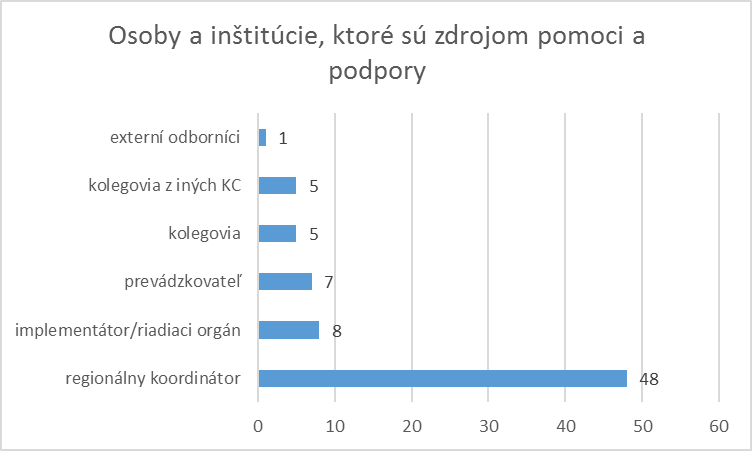 Osoby a inštitúcie, ktoré sú zdrojom pomoci a
podpory
externí odborníci 1
kolegovia z iných KC 5
kolegovia 5
prevádzkovateľ 7
implementátor/riadiaci orgán 8
regionálny koordinátor 48
0 10 20 30 40 50 60